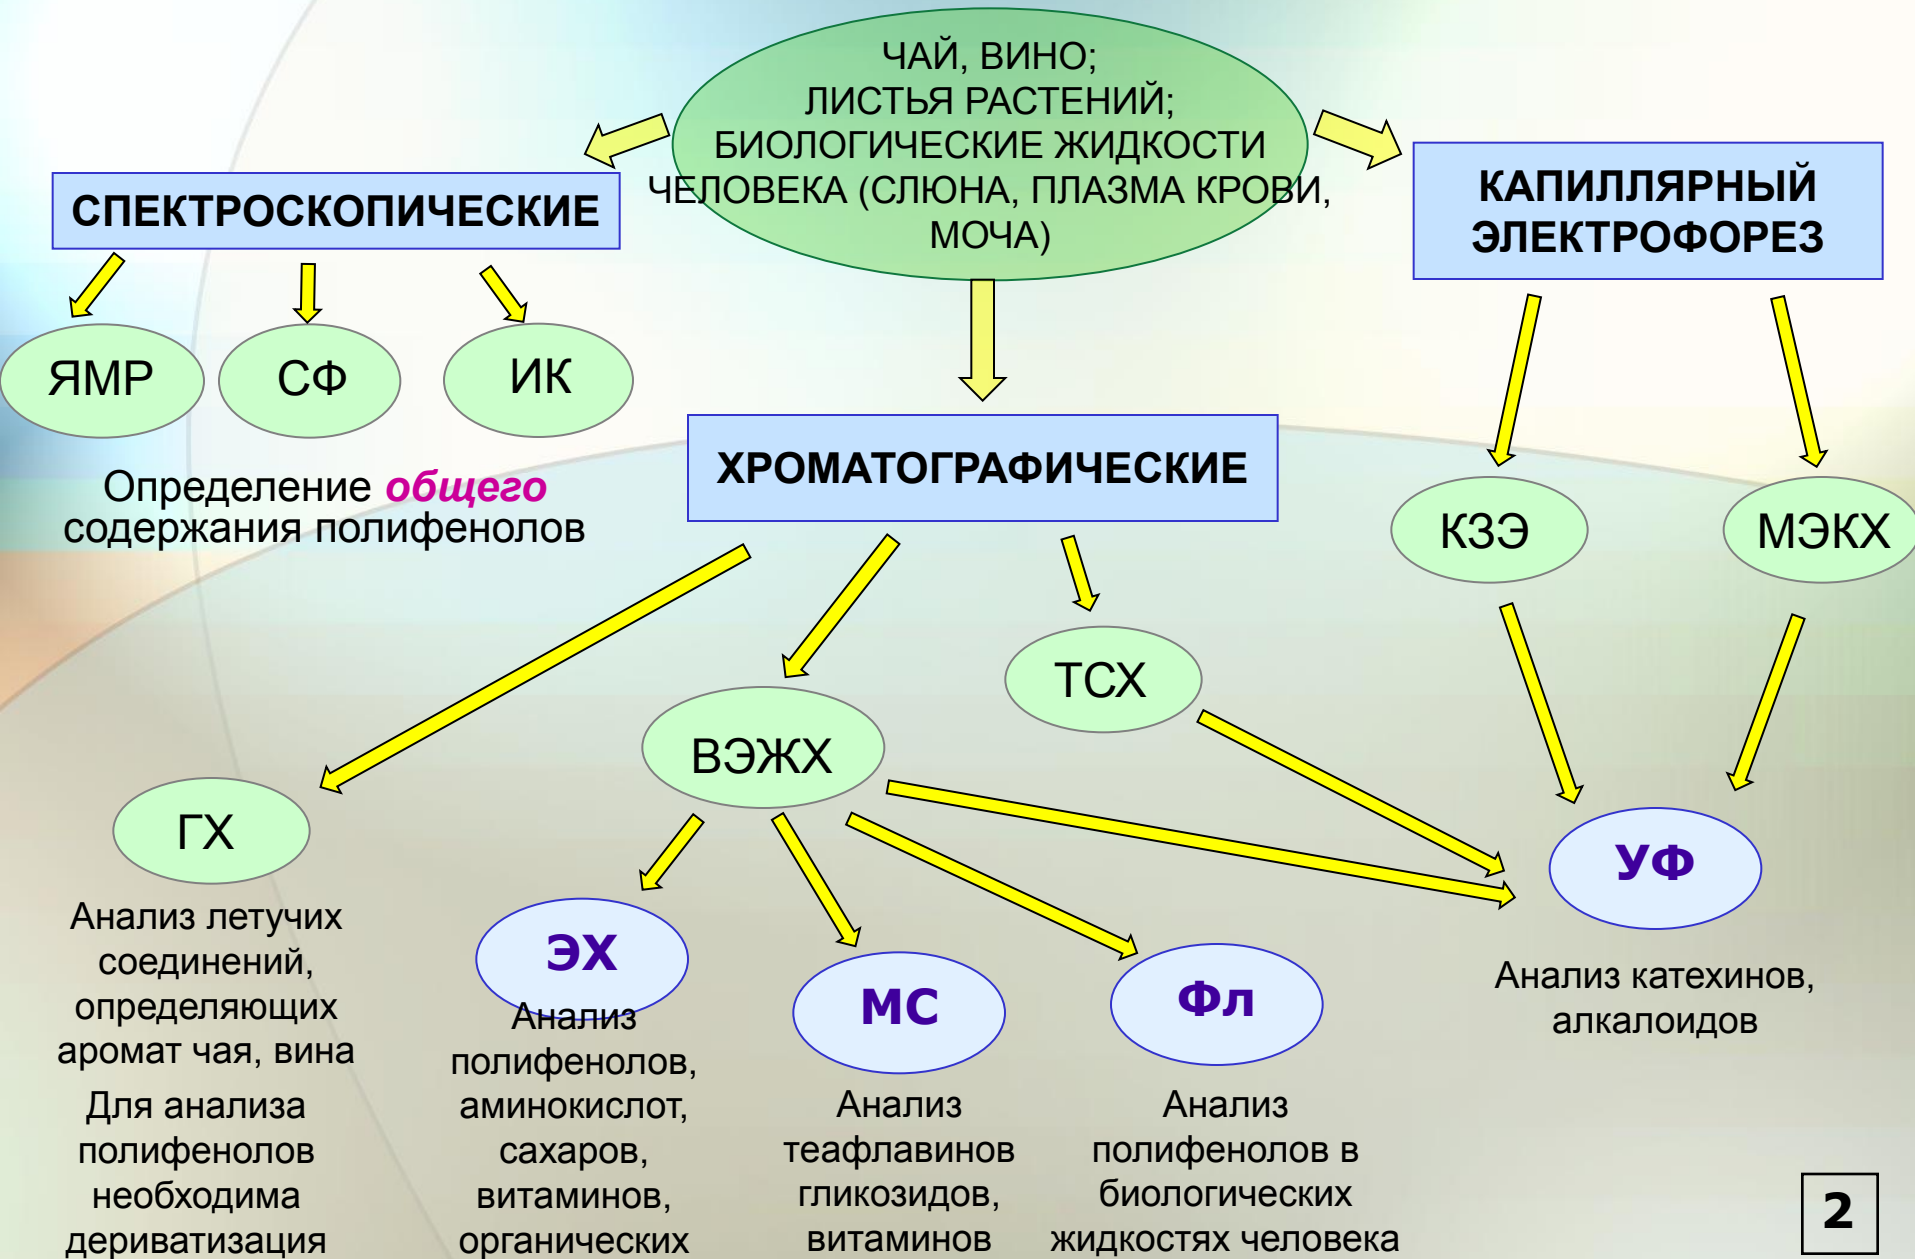 ЧАЙ, ВИНО;
ЛИСТЬЯ РАСТЕНИЙ;
БИОЛОГИЧЕСКИЕ ЖИДКОСТИ
ЧЕЛОВЕКА (СЛЮНА, ПЛАЗМА КРОВИ,
МОЧА)
СПЕКТРОСКОПИЧЕСКИЕ
КАПИЛЛЯРНЫЙ
ЭЛЕКТРОФОРЕЗ
ЯМР
СФ
ИК
Определение общего
содержания полифенолов
ХРОМАТОГРАФИЧЕСКИЕ
КЗЭ
МЭКХ
ТСХ
ВЭЖХ
ГХ
Анализ летучих
соединений,
определяющих
аромат чая, вина
Для анализа
полифенолов
необходима
дериватизация
ЭХ
Анализ
полифенолов,
аминокислот,
сахаров,
витаминов,
органических
МС
Анализ
теафлавинов
гликозидов,
витаминов
Фл
Анализ
полифенолов в
биологических
жидкостях человека
УФ
Анализ катехинов,
алкалоидов
2